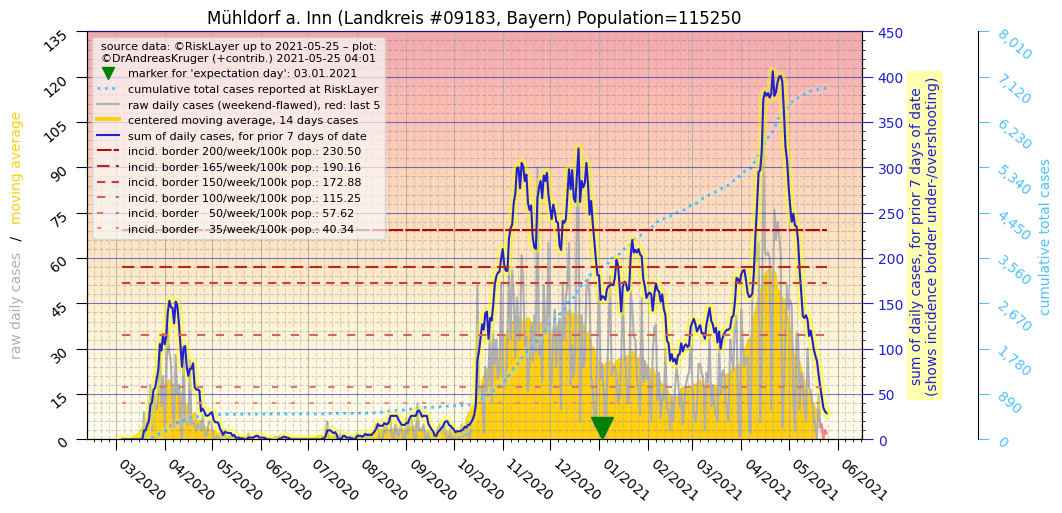 Mühldorf a. Inn (Landkreis #09183, Bayern) Population=115250
source data: ©RiskLayer up to 2021-05-25 – plot:
©DrAndreasKruger (+contrib.) 2021-05-25 04:01
marker for 'expectation day': 03.01.2021
cumulative total cases reported at RiskLayer
raw daily cases (weekend-flawed), red: last 5
centered moving average, 14 days cases
sum of daily cases, for prior 7 days of date
incid. border 200/week/100k pop.: 230.50
incid. border 165/week/100k pop.: 190.16
incid. border 150/week/100k pop.: 172.88
incid. border 100/week/100k pop.: 115.25
incid. border   50/week/100k pop.: 57.62
incid. border   35/week/100k pop.: 40.34
raw daily cases / moving average
135
120
105
90
75
60
45
30
15
0
03/2020
04/2020
05/2020
06/2020
07/2020
08/2020
09/2020
10/2020
11/2020
12/2020
01/2021
02/2021
03/2021
04/2021
05/2021
06/2021
450
400
350
300
250
200
150
100
50
0
sum of daily cases, for prior 7 days of date
(shows incidence border under-/overshooting)
8,010
7,120
6,230
5,340
4,450
3,560
2,670
1,780
890
0
cumulative total cases